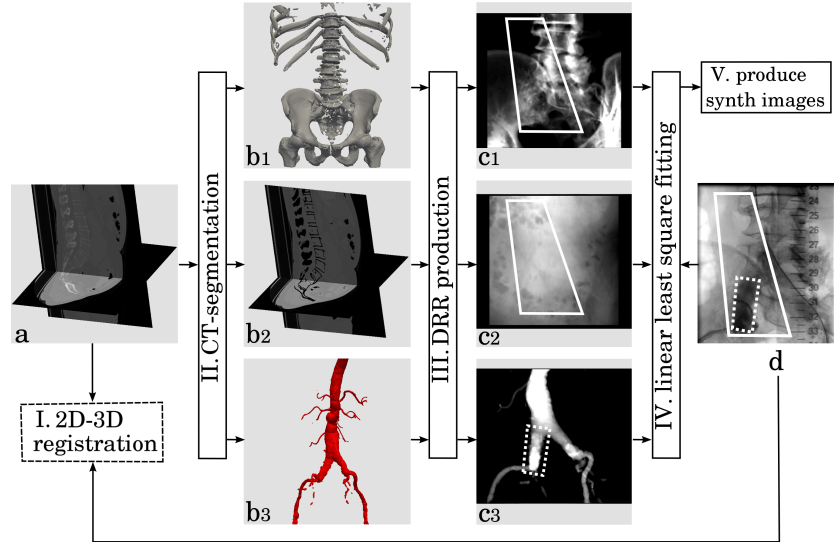 b1
c1
V. produce
synth images
a
II. CT-segmentation
b2
III. DRR production
c2
IV. linear least square fitting
d
I. 2D-3D
registration
b3
c3